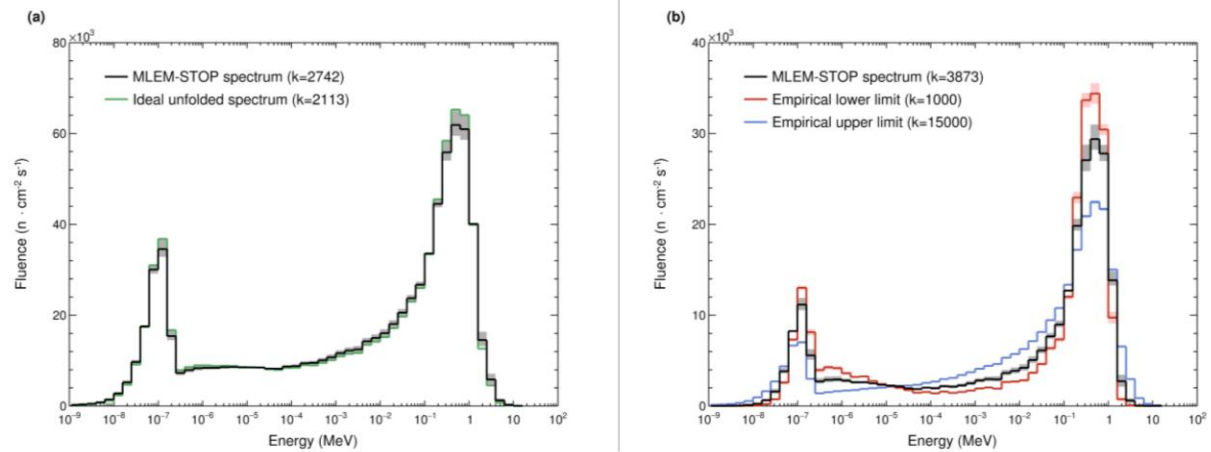 (a)
×10³
80
60
40
20
0
Fluence (n · cm⁻² s⁻¹)
MLEM-STOP spectrum (k=2742)
Ideal unfolded spectrum (k=2113)
10⁻⁹ 10⁻⁸ 10⁻⁷ 10⁻⁶ 10⁻⁵ 10⁻⁴ 10⁻³ 10⁻² 10⁻¹ 1 10 10²
Energy (MeV)
(b)
×10³
40
30
20
10
0
Fluence (n · cm⁻² s⁻¹)
MLEM-STOP spectrum (k=3873)
Empirical lower limit (k=1000)
Empirical upper limit (k=15000)
10⁻⁹ 10⁻⁸ 10⁻⁷ 10⁻⁶ 10⁻⁵ 10⁻⁴ 10⁻³ 10⁻² 10⁻¹ 1 10 10²
Energy (MeV)